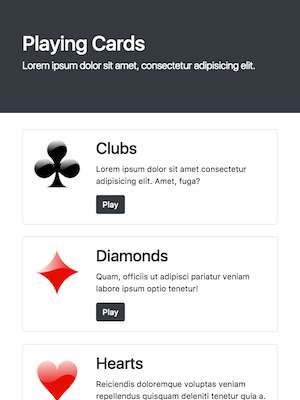 Playing Cards
Lorem ipsum dolor sit amet, consectetur adipisicing elit.
Clubs
Lorem ipsum dolor sit amet consectetur
adipisicing elit. Amet, fuga?
Play
Diamonds
Quam, officiis ut adipisci pariatur veniam
labore ipsum optio tenetur!
Play
Hearts
Reiciendis doloremque voluptas veniam
repellendus quisquam deleniti tenetur quia a.